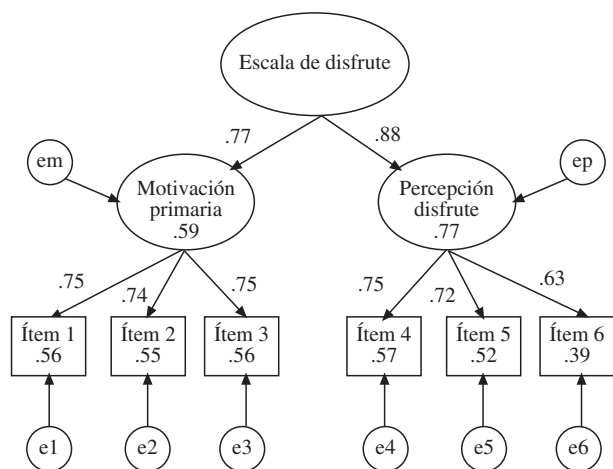 Escala de disfrute
.77
.88
em
ep
Motivación
primaria
.59
Percepción
disfrute
.77
.75
.74
.75
.75
.72
.63
Ítem 1
.56
Ítem 2
.55
Ítem 3
.56
Ítem 4
.57
Ítem 5
.52
Ítem 6
.39
e1
e2
e3
e4
e5
e6